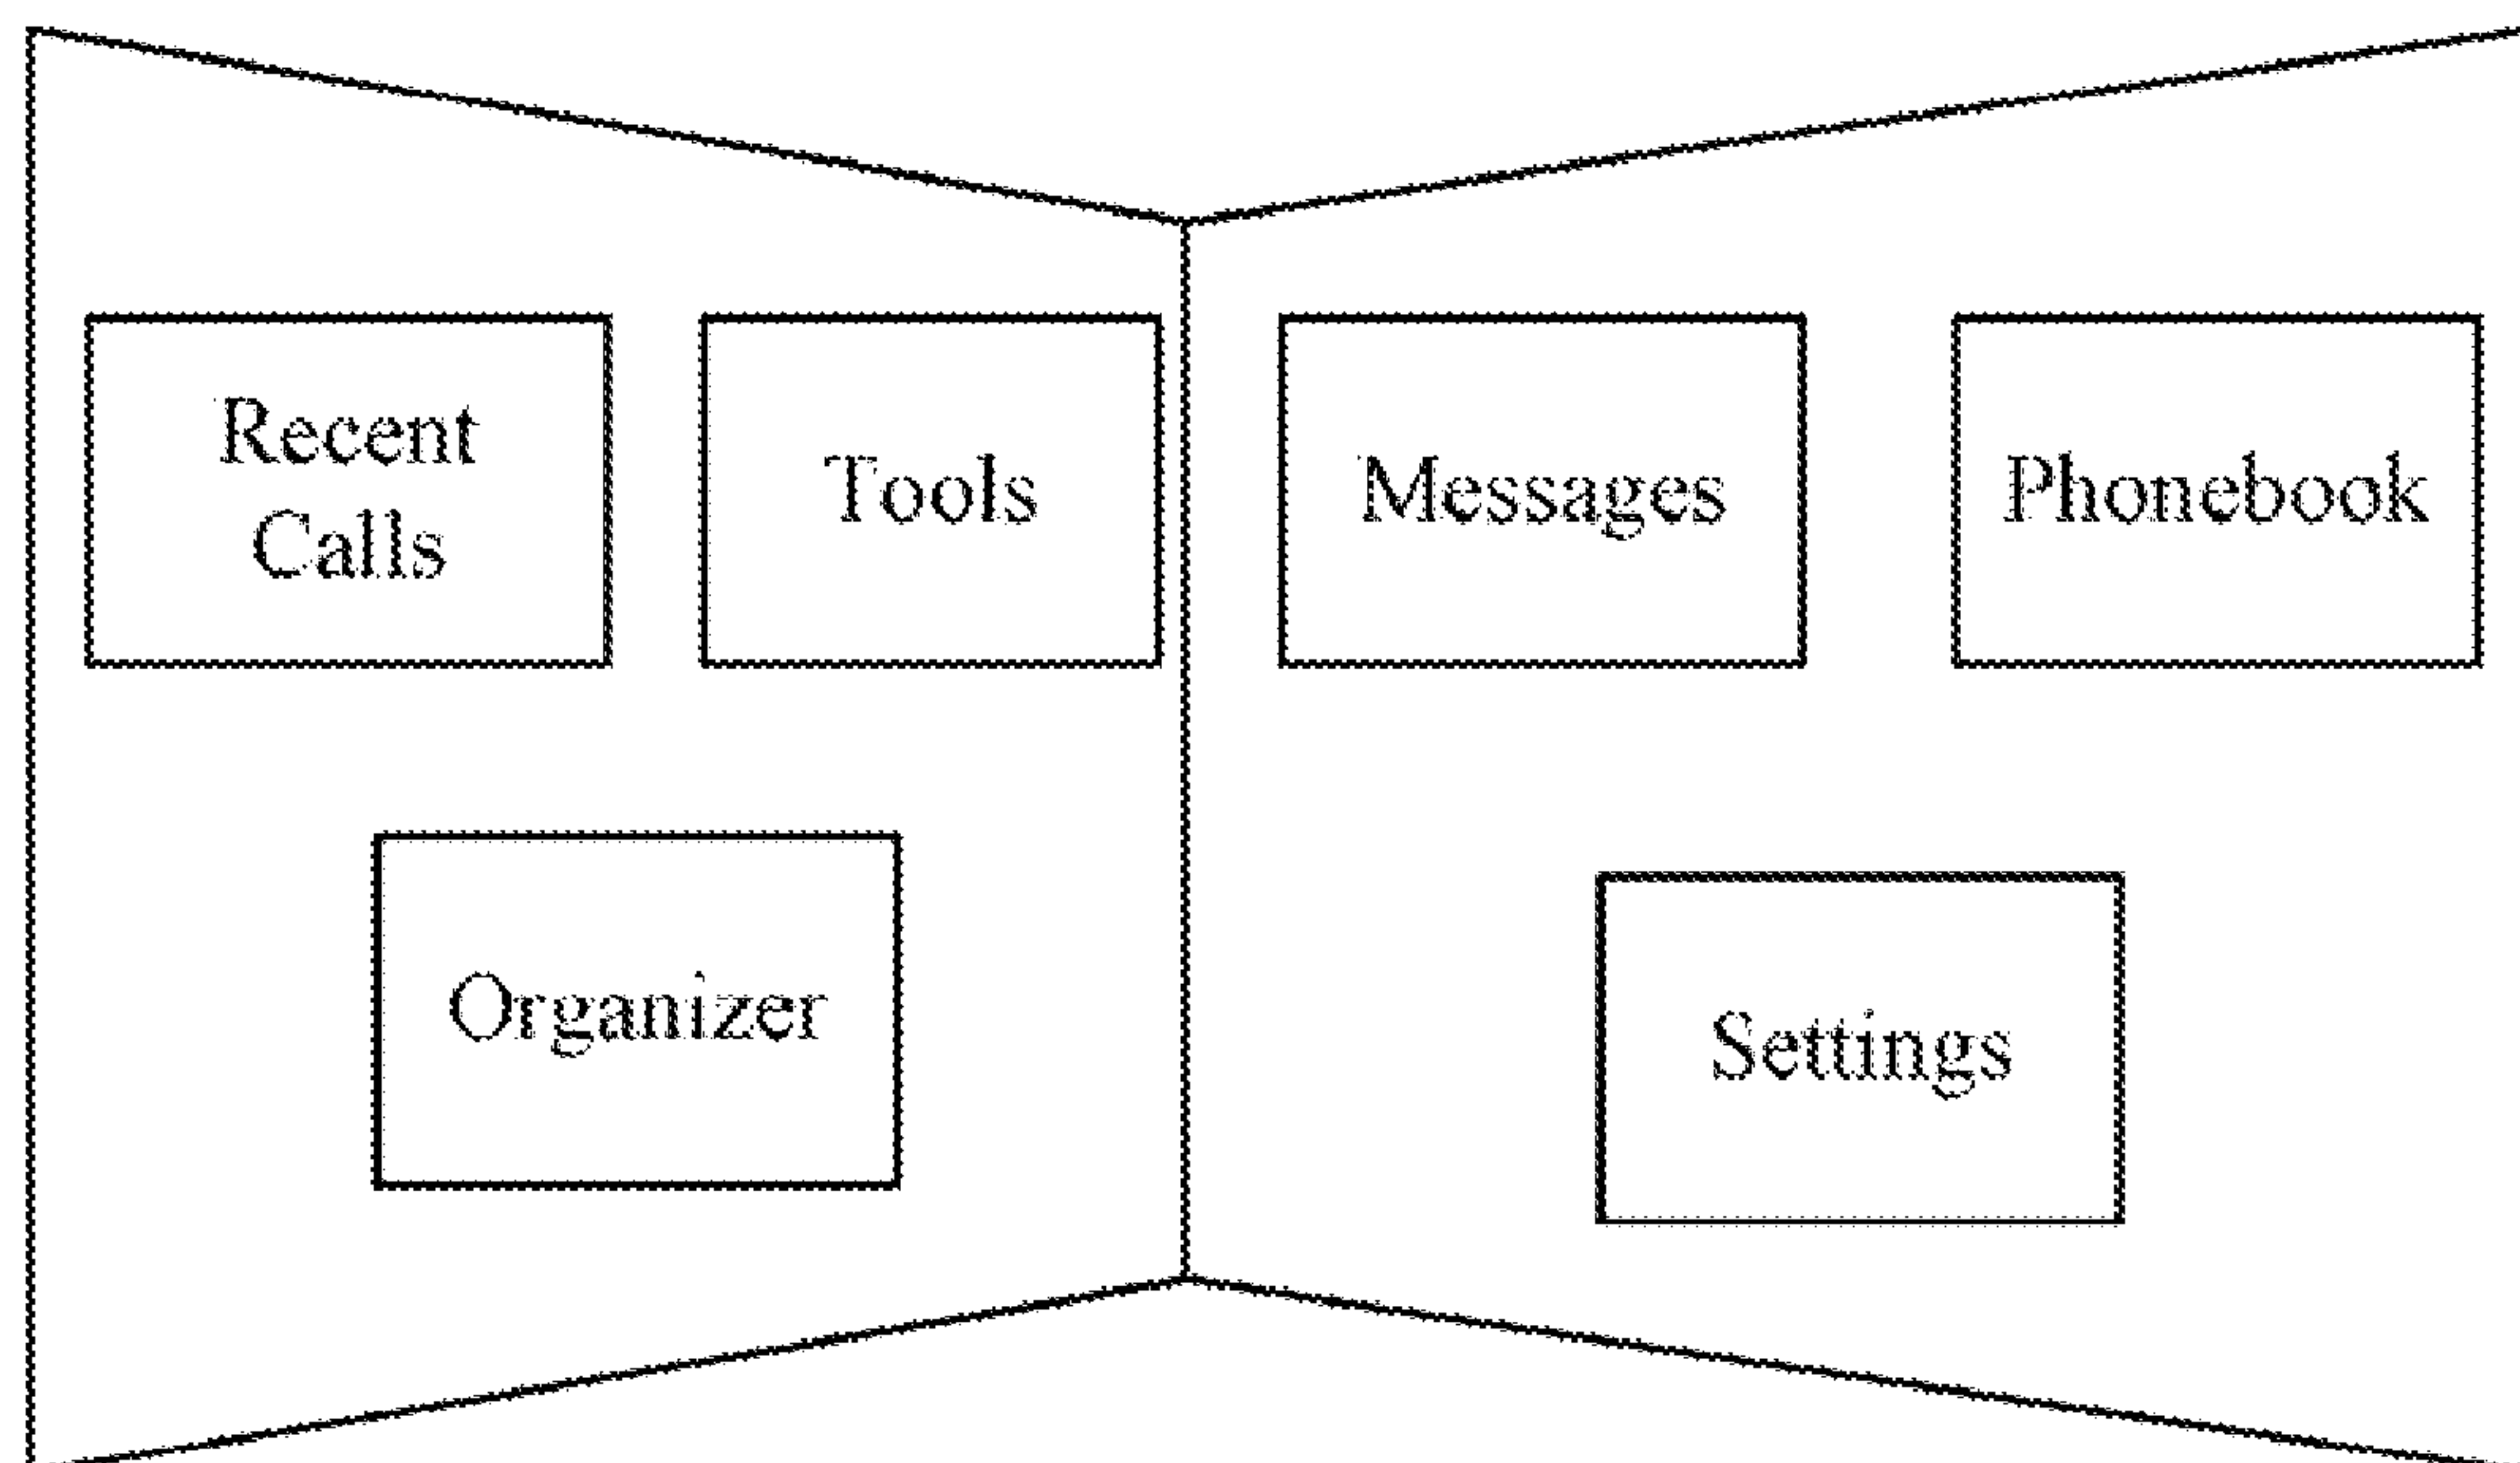 Recent
Calls
Tools
Messages
Phonebook
Organizer
Settings